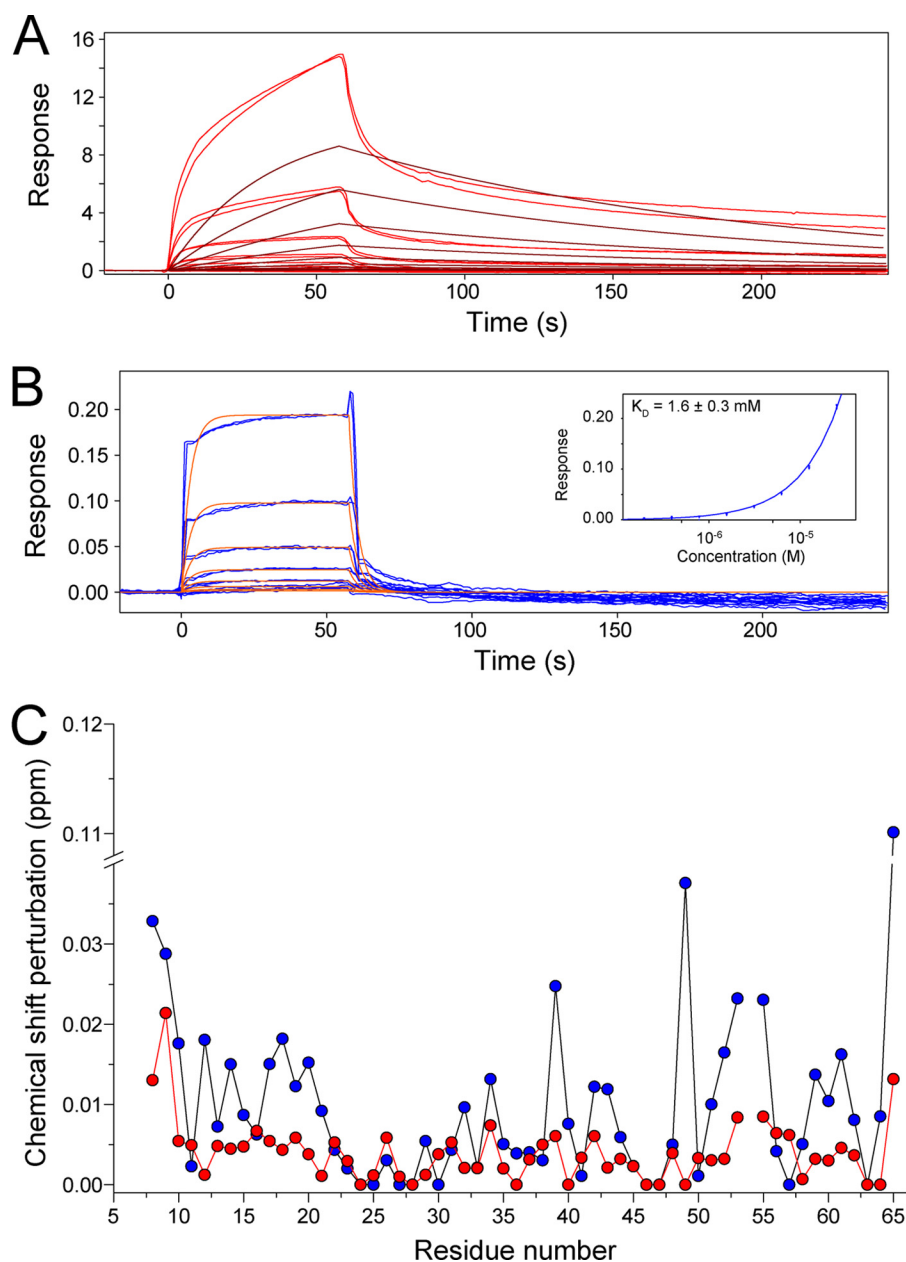 A
16
12
8
4
0
Response
0 50 100 150 200
Time (s)
B
0.20
0.15
0.10
0.05
0.00
Response
0 50 100 150 200
Time (s)
K_D = 1.6 ± 0.3 mM
0.20
0.10
0.00
Response
10⁻⁶ 10⁻⁵
Concentration (M)
C
0.12
0.11
0.03
0.02
0.01
0.00
Chemical shift perturbation (ppm)
5 10 15 20 25 30 35 40 45 50 55 60 65
Residue number